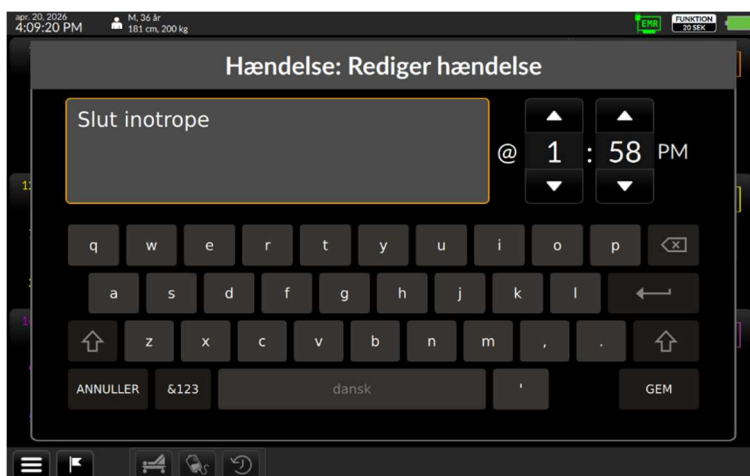 apr. 20, 2026
4:09:20 PM
M, 36 år
181 cm, 200 kg
EMR
FUNKTION
20 SEK
Hændelse: Rediger hændelse
Slut inotrope
@ 1 : 58 PM
q w e r t y u i o p
a s d f g h j k l
z x c v b n m , .
ANNULLER &123 dansk ' GEM